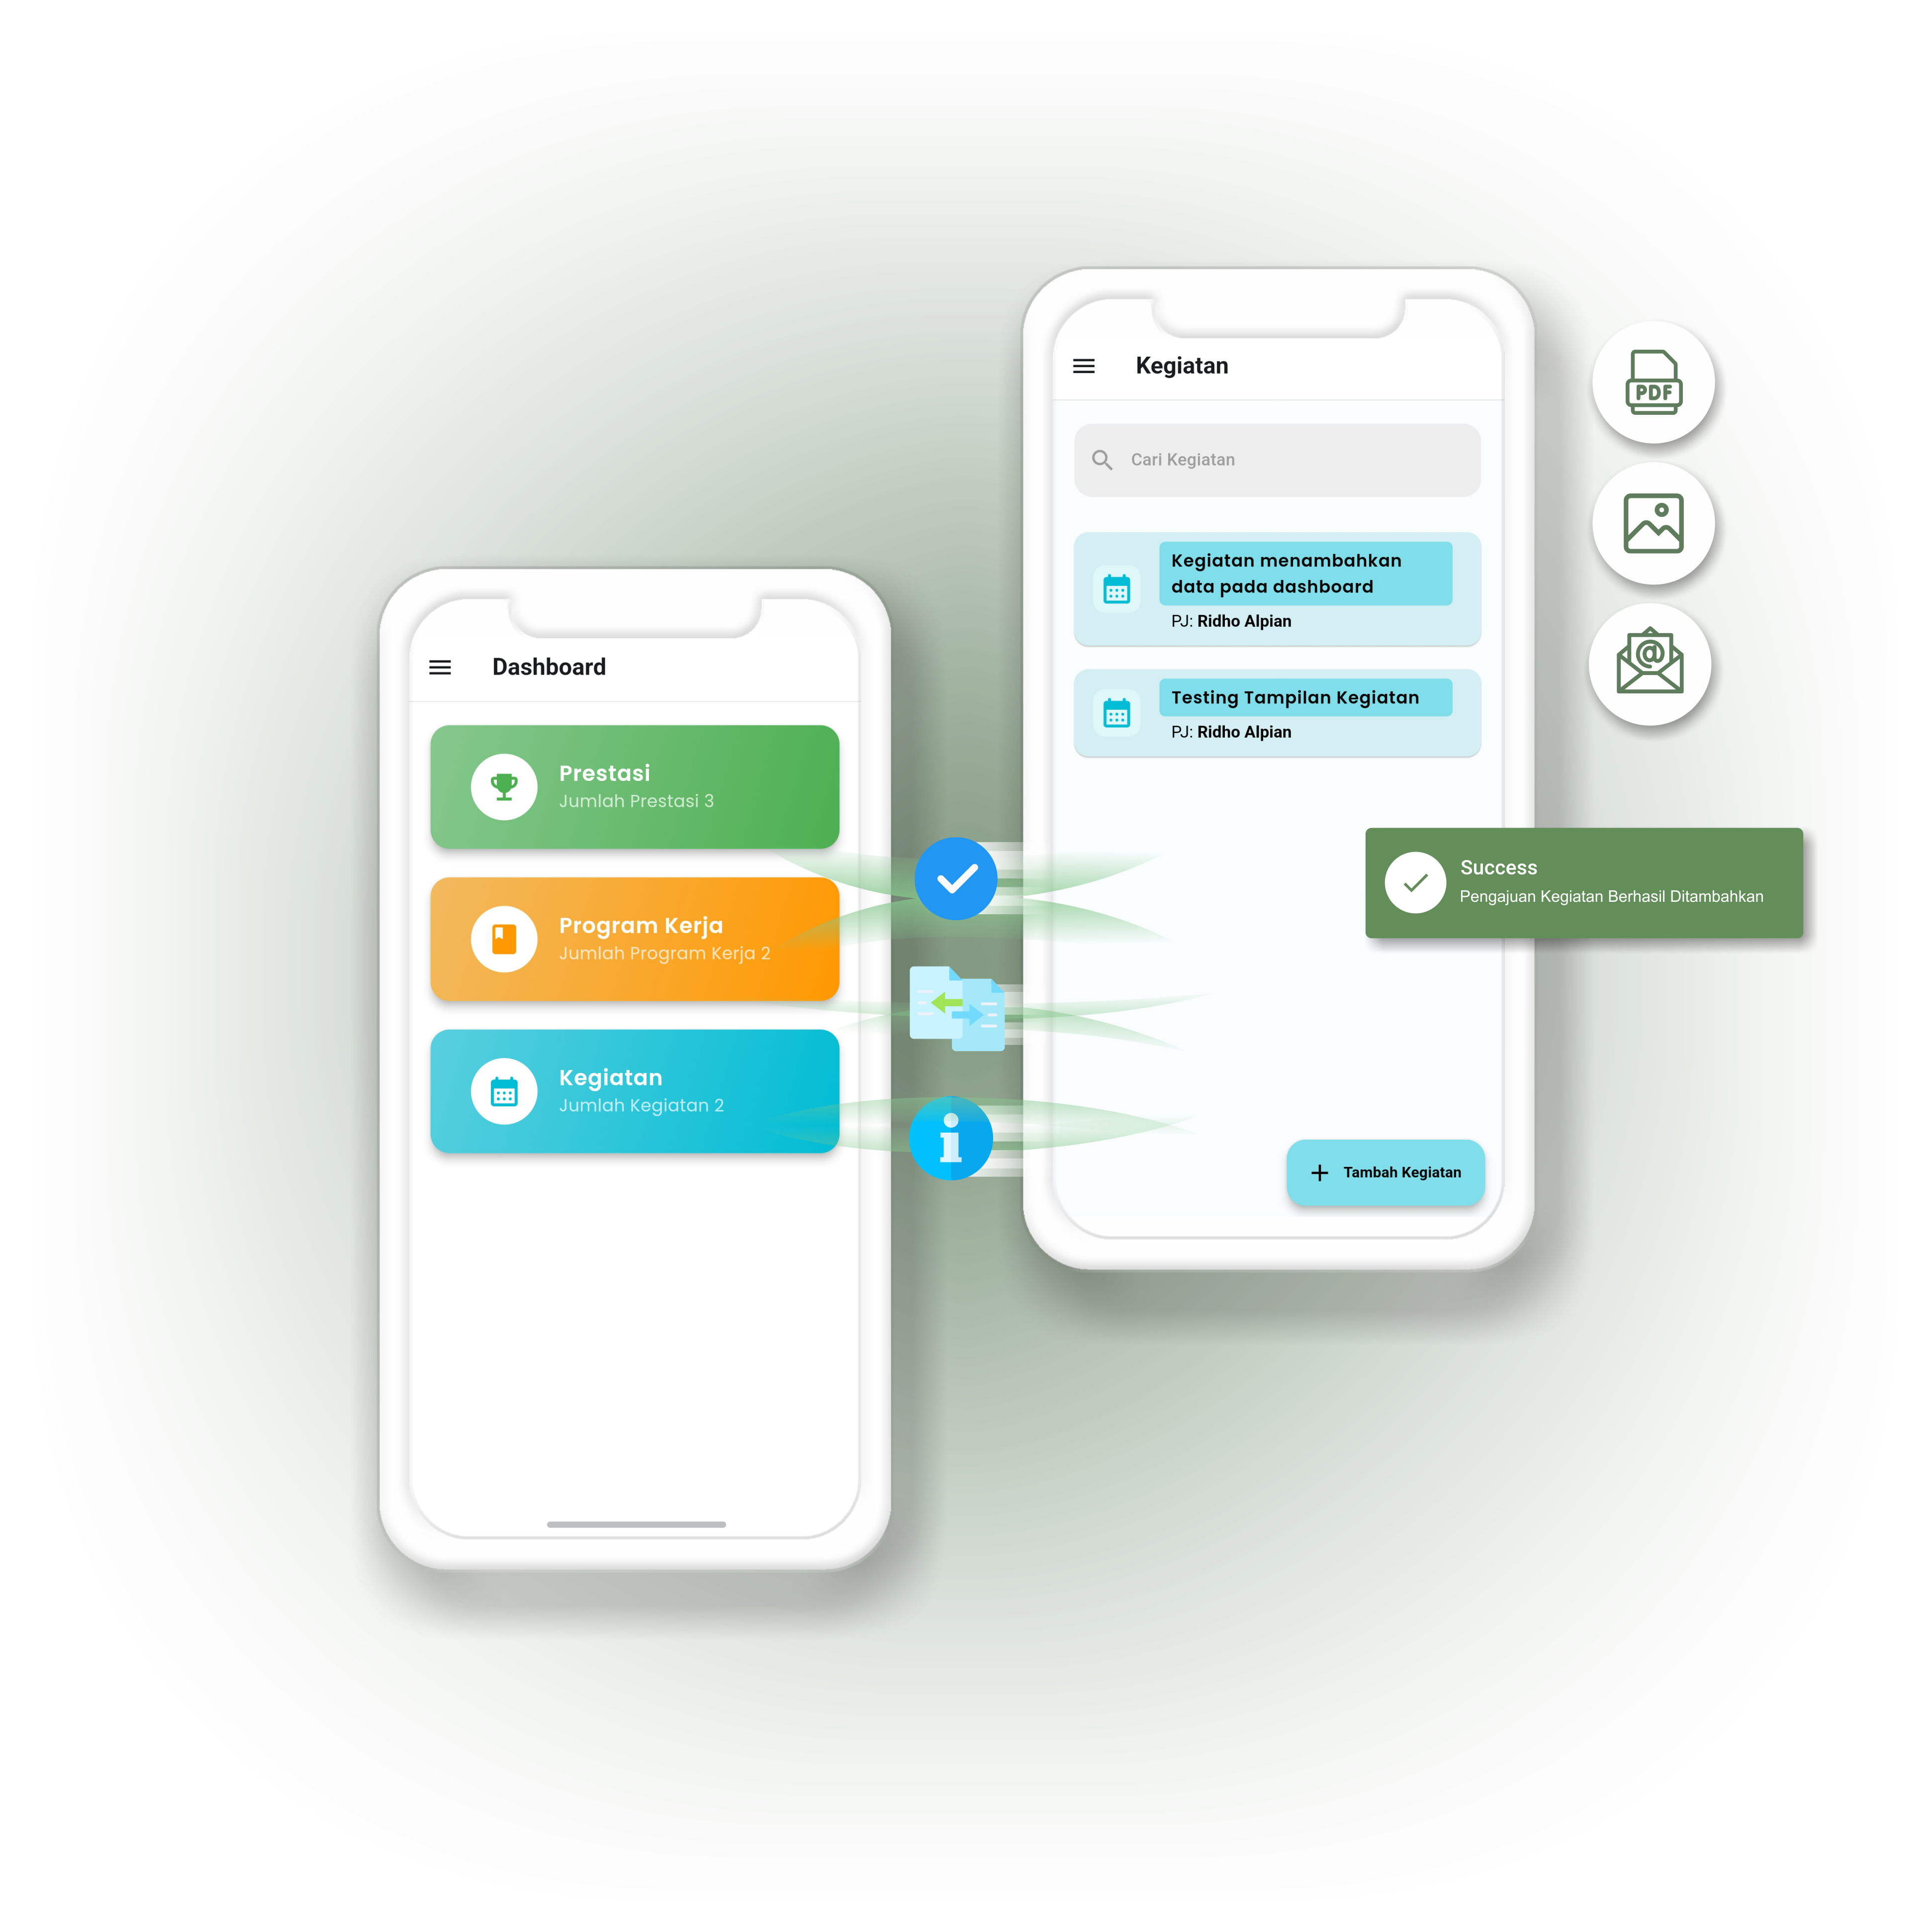 Dashboard
Prestasi
Jumlah Prestasi 3
Program Kerja
Jumlah Program Kerja 2
Kegiatan
Jumlah Kegiatan 2
Kegiatan
Cari Kegiatan
Kegiatan menambahkan
data pada dashboard
PJ: Ridho Alpian
Testing Tampilan Kegiatan
PJ: Ridho Alpian
Tambah Kegiatan
Success
Pengajuan Kegiatan Berhasil Ditambahkan
PDF
@